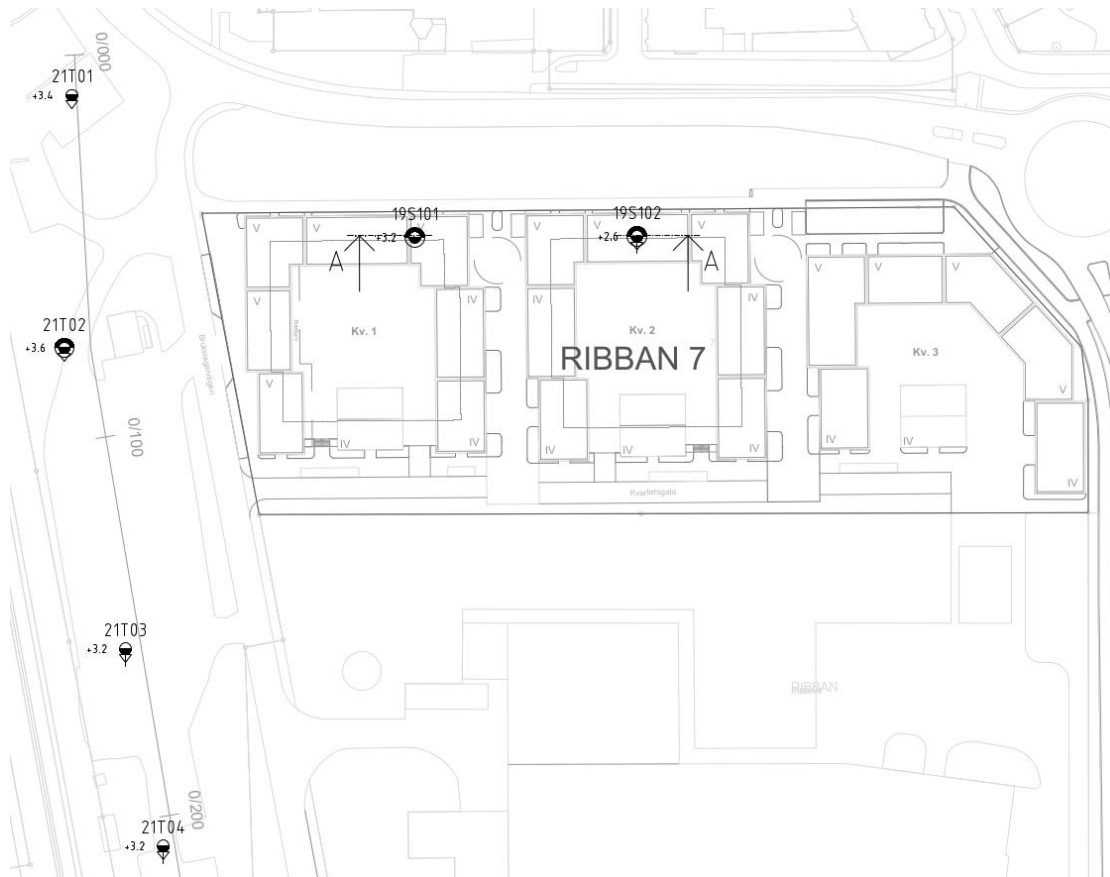 0/000
21T01
+3.4
19S101
+3.2
19S102
+2.6
V
V
V
V
V
V
V
V
V
A
A
V
IV
IV
IV
21T02
+3.6
Kv. 1
Kv. 2
Kv. 3
RIBBAN 7
7
V
V
IV
IV
IV
IV
IV
IV
IV
IV
IV
0/100
Kvartersgata
21T03
+3.2
RIBBAN
0/200
21T04
+3.2